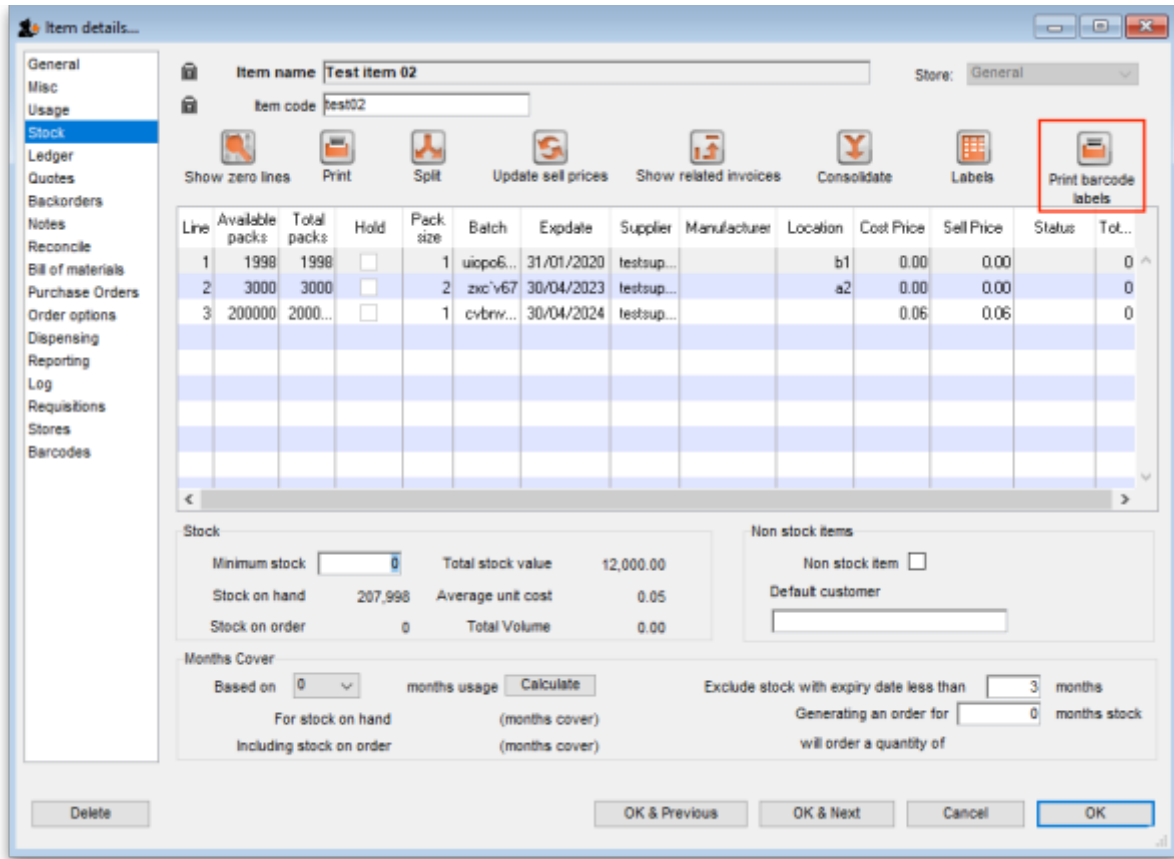 Item details...
General
Misc
Usage
Stock
Ledger
Quotes
Backorders
Notes
Reconcile
Bill of materials
Purchase Orders
Order options
Dispensing
Reporting
Log
Requisitions
Stores
Barcodes
Item name Test item 02 Store: General
Item code test02
Show zero lines Print Split Update sell prices Show related invoices Consolidate Labels Print barcode labels
Line Available packs Total packs Hold Pack size Batch Expdate Supplier Manufacturer Location Cost Price Sell Price Status Tot...
1 1998 1998 1 uiopo6... 31/01/2020 testsup... b1 0.00 0.00 0
2 3000 3000 2 zxc`v67 30/04/2023 testsup... a2 0.00 0.00 0
3 200000 2000... 1 cvbnv... 30/04/2024 testsup... 0.06 0.06 0
Stock
Minimum stock 0 Total stock value 12,000.00
Stock on hand 207,998 Average unit cost 0.05
Stock on order 0 Total Volume 0.00
Non stock items
Non stock item
Default customer
Months Cover
Based on 0 months usage Calculate
For stock on hand (months cover)
Including stock on order (months cover)
Exclude stock with expiry date less than 3 months
Generating an order for 0 months stock
will order a quantity of
Delete OK & Previous OK & Next Cancel OK